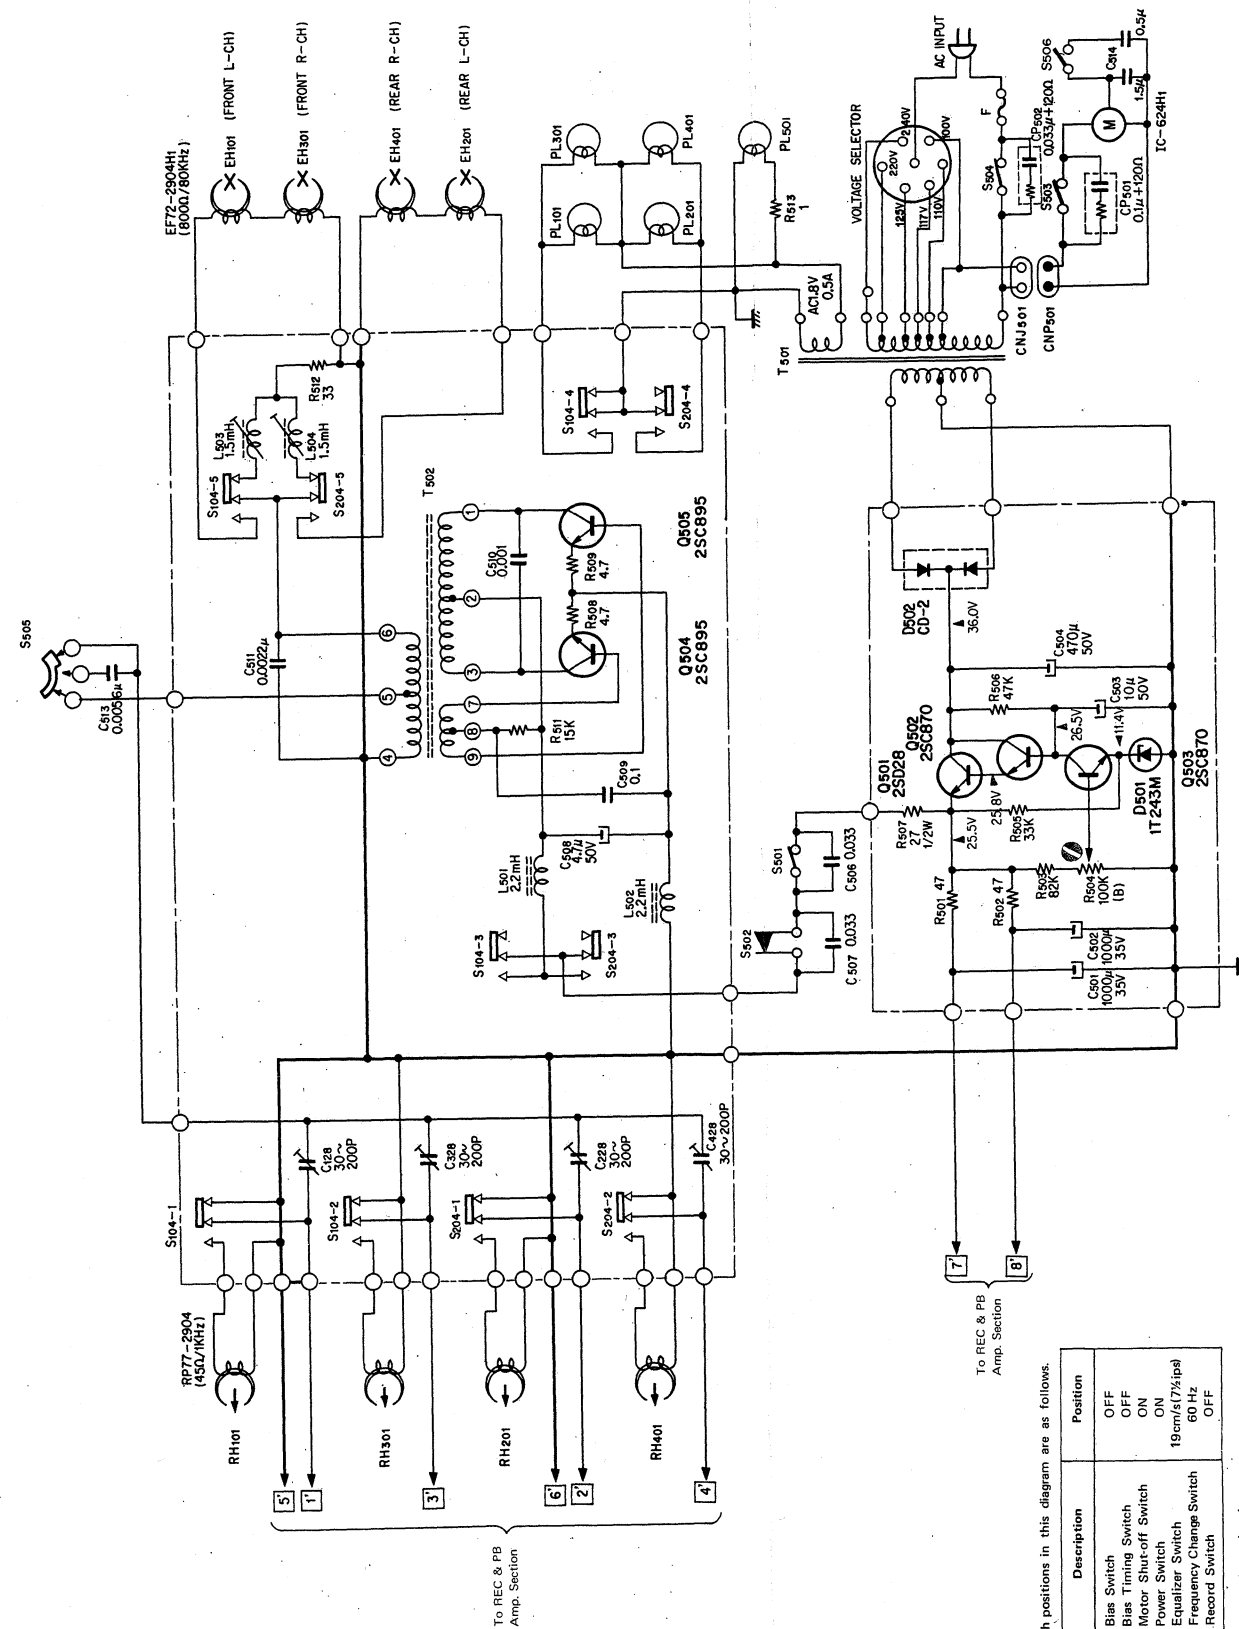 EF72-2904H1
(800Ω/80KHz)
EH101 (FRONT L-CH)
EH301 (FRONT R-CH)
EH401 (REAR R-CH)
EH201 (REAR L-CH)
PL301
PL401
PL101
PL201
PL501
R513
1
VOLTAGE SELECTOR
AC INPUT
240V
220V
100V
125V
117V
110V
F
S504
CP502
0.033μ+120Ω
S503
CP501
0.1μ+120Ω
S506
0.5μ
C514
1.5μ
M
IC-624H1
AC1.8V
0.5A
T501
CNJ501
CNP501
R512
33
L503
1.5mH
L504
1.5mH
S104-5
S204-5
S104-4
S204-4
S505
C513
0.0056μ
C511
0.0022μ
T502
6
5
4
1
2
3
7
8
9
C510
0.001
R509
4.7
R508
4.7
Q505
2SC895
Q504
2SC895
R511
15K
C509
0.1
C508
4.7μ
50V
L501
2.2mH
L502
2.2mH
S104-3
S204-3
S501
C506 0.033
S502
C507 0.033
D502
CD-2
36.0V
C504
470μ
50V
R506
47K
C503
10μ
50V
26.5V
11.4V
Q502
2SC870
Q501
2SD28
25.8V
25.5V
R507
27
1/2W
R505
33K
D501
1T243M
Q503
2SC870
R501 47
R502 47
R503
82K
R504
100K
(B)
C502
1000μ
35V
C501
1000μ
35V
C128
30~
200P
C328
30~
200P
C228
30~
200P
C428
30~200P
S104-1
S104-2
S204-1
S204-2
RP77-2904
(45Ω/1KHz)
RH101
RH301
RH201
RH401
5'
1'
3'
6'
2'
4'
To REC & PB
Amp. Section
7'
8'
To REC & PB
Amp. Section
h positions in this diagram are as follows.
Description Position
Bias Switch OFF
Bias Timing Switch OFF
Motor Shut-off Switch ON
Power Switch ON
Equalizer Switch 19cm/s(7½ips)
Frequency Change Switch 60 Hz
Record Switch OFF